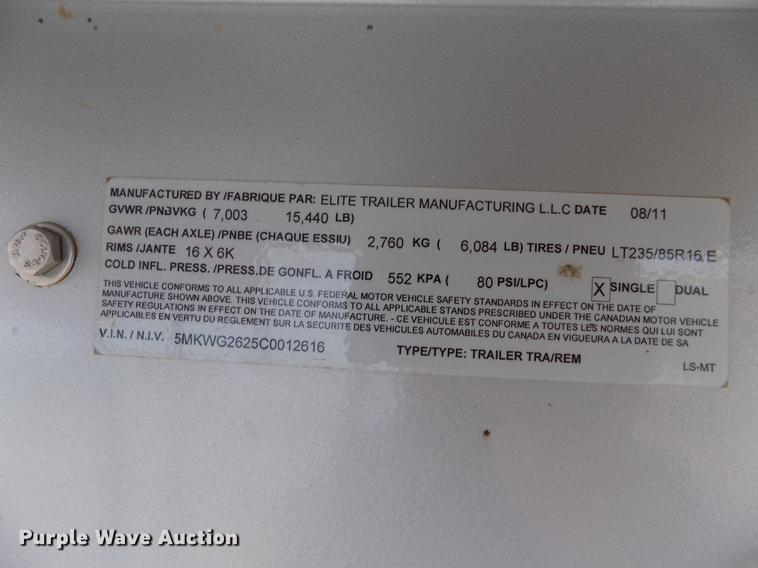 MANUFACTURED BY /FABRIQUE PAR: ELITE TRAILER MANUFACTURING L.L.C DATE 08/11
GVWR /PNBVKG ( 7,003 15,440 LB)
GAWR (EACH AXLE) /PNBE (CHAQUE ESSIU) 2,760 KG ( 6,084 LB) TIRES / PNEU LT235/85R16 E
RIMS /JANTE 16 X 6K
COLD INFL. PRESS. /PRESS.DE GONFL. A FROID 552 KPA ( 80 PSI/LPC) X SINGLE DUAL
THIS VEHICLE CONFORMS TO ALL APPLICABLE U.S. FEDERAL MOTOR VEHICLE SAFETY STANDARDS IN EFFECT ON THE DATE OF
MANUFACTURE SHOWN ABOVE. THIS VEHICLE CONFORMS TO ALL APPLICABLE STANDS PRESCRIBED UNDER THE CANADIAN MOTOR VEHICLE
SAFETY REGULATIONS IN EFFECT ON THE DATE OF MANUFACTURE. - CE VEHICULE EST CONFORME A TOUTES LES NORMES QUI LUI SONT
APPLICABLES EN VERTU DU REGLEMENT SUR LA SECURITE DES VEHICULES AUTOMOBILES DU CANADA EN VIGUEURA A LA DATE DE SA
V.I.N. / N.I.V. 5MKWG2625C0012616 TYPE/TYPE: TRAILER TRA/REM
LS-MT
Purple Wave Auction